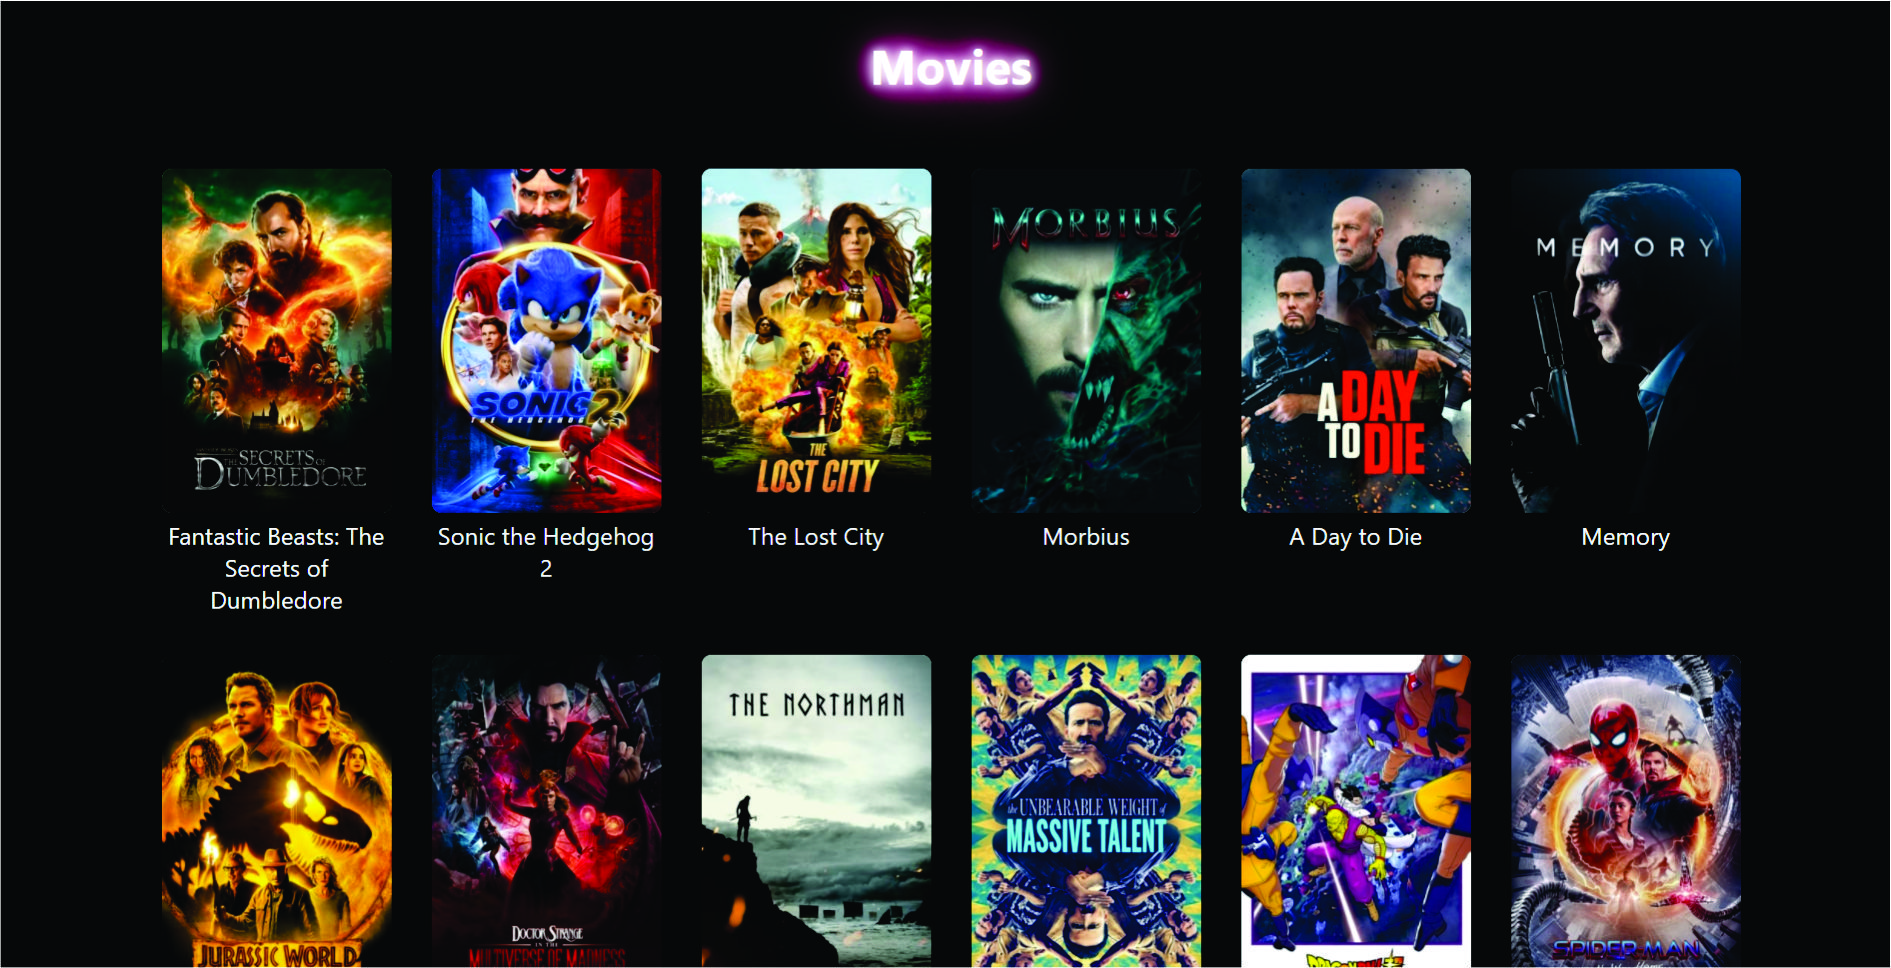 Movies
THE SECRETS OF
DUMBLEDORE
SONIC 2
THE HEDGEHOG
THE
LOST CITY
MORBIUS
A DAY
TO DIE
MEMORY
Fantastic Beasts: The
Secrets of
Dumbledore
Sonic the Hedgehog
2
The Lost City
Morbius
A Day to Die
Memory
JURASSIC WORLD
DOCTOR STRANGE
IN THE
MULTIVERSE OF MADNESS
THE NORTHMAN
the UNBEARABLE WEIGHT of
MASSIVE TALENT
SPIDER-MAN